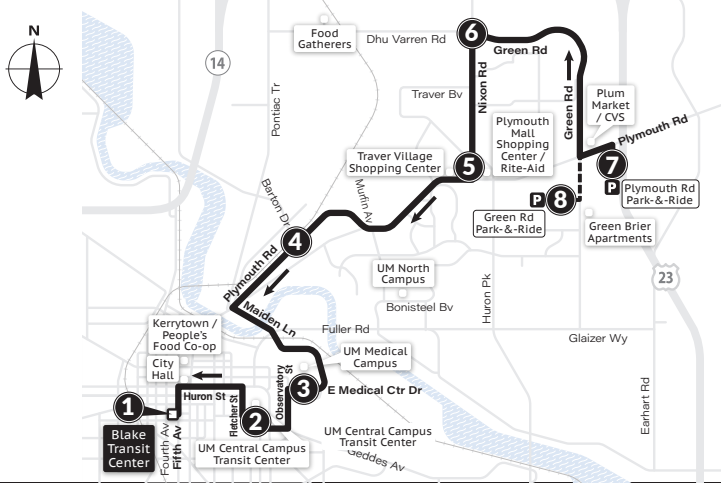 N
14
Food
Gatherers
Dhu Varren Rd
6
Green Rd
Nixon Rd
Traver Bv
Pontiac Tr
Green Rd
Plum
Market
/ CVS
Plymouth Rd
Plymouth
Mall
Shopping
Center /
Rite-Aid
Traver Village
Shopping Center
5
7
P
Plymouth Rd
Park-&-Ride
P
8
Green Rd
Park-&-Ride
Green Brier
Apartments
Barton Dr
Murfin Av
4
Plymouth Rd
UM North
Campus
Huron Pk
23
Bonisteel Bv
Maiden Ln
Fuller Rd
Glaizer Wy
Kerrytown /
People's
Food Co-op
City
Hall
UM Medical
Campus
Observatory
St
3
E Medical Ctr Dr
Earhart Rd
1
Huron St
Fletcher St
2
Blake
Transit
Center
Fourth Av
Fifth Av
UM Central Campus
Transit Center
UM Central Campus
Transit Center
Geddes Av